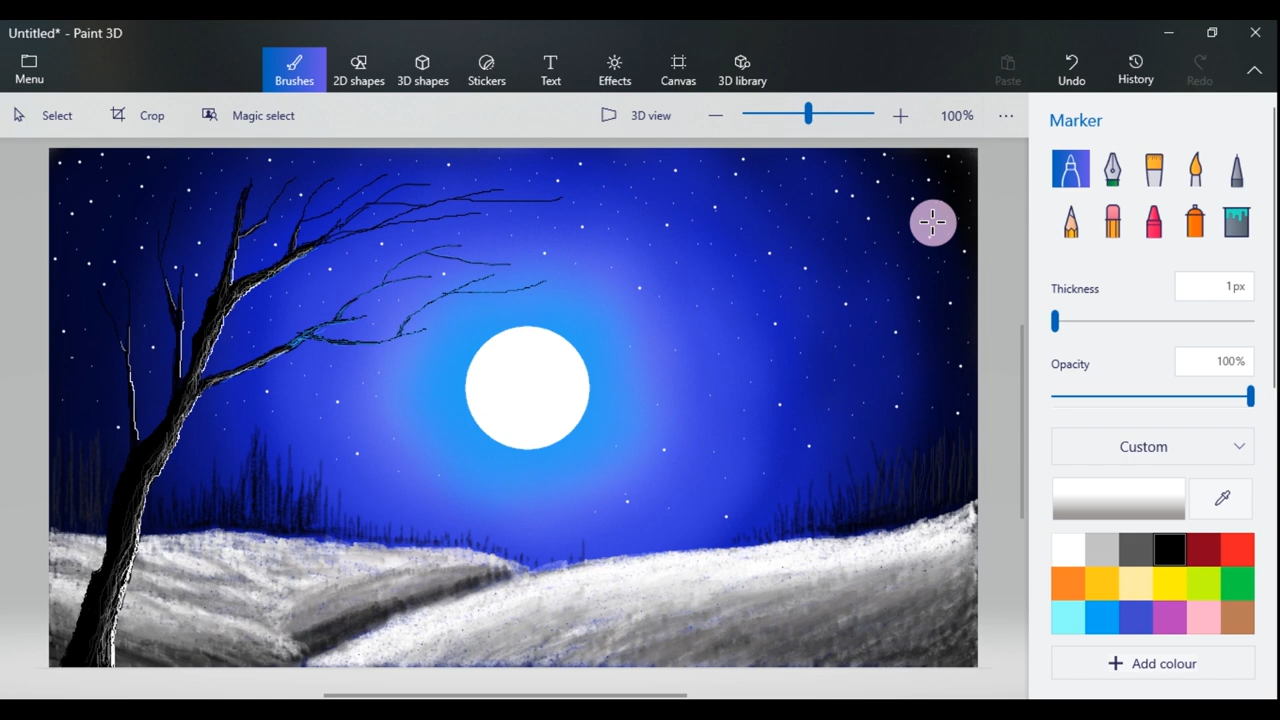 Untitled* - Paint 3D
Menu
Brushes
2D shapes
3D shapes
Stickers
Text
Effects
Canvas
3D library
Paste
Undo
History
Redo
Select
Crop
Magic select
3D view
100%
Marker
Thickness
1px
Opacity
100%
Custom
Add colour